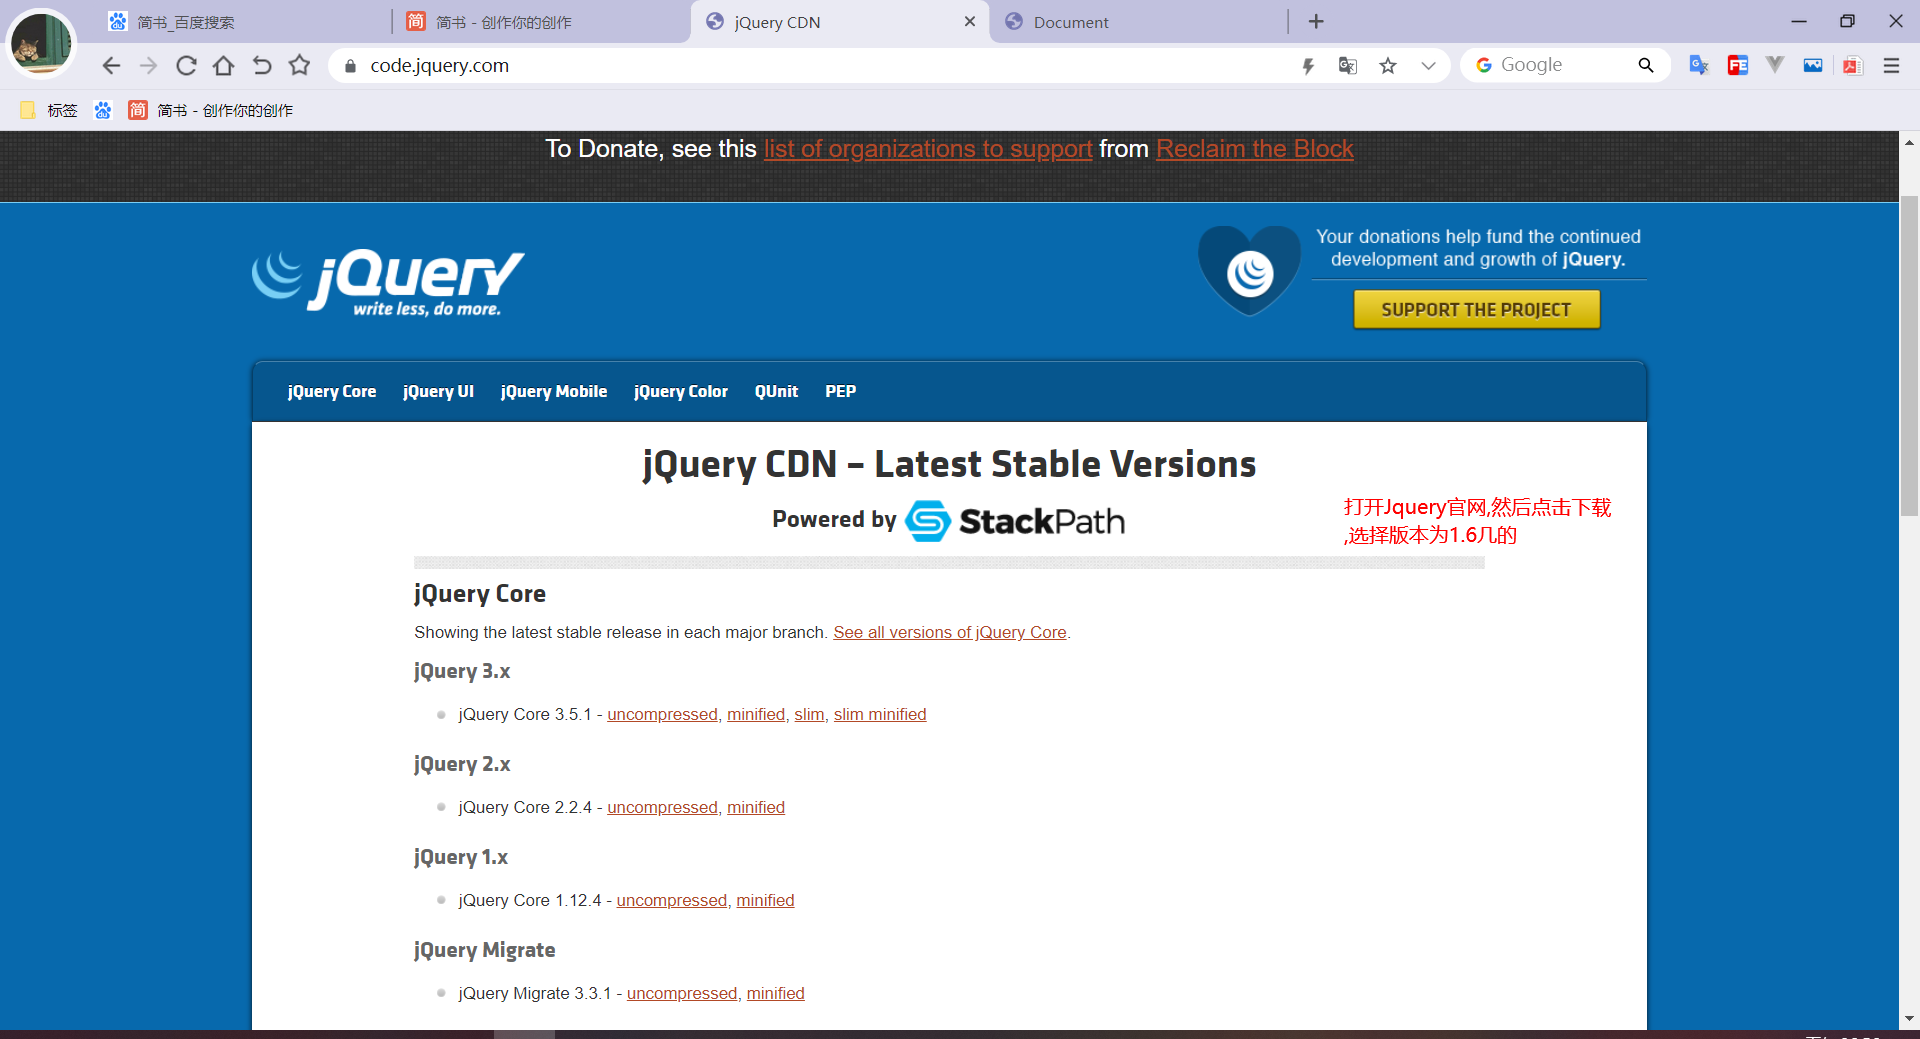 简书_百度搜索
简书 - 创作你的创作
jQuery CDN
Document
code.jquery.com
Google
标签
简书 - 创作你的创作
To Donate, see this list of organizations to support from Reclaim the Block
jQuery
write less, do more.
Your donations help fund the continued
development and growth of jQuery.
SUPPORT THE PROJECT
jQuery Core jQuery UI jQuery Mobile jQuery Color QUnit PEP
jQuery CDN – Latest Stable Versions
Powered by StackPath
打开Jquery官网,然后点击下载
,选择版本为1.6几的
jQuery Core
Showing the latest stable release in each major branch. See all versions of jQuery Core.
jQuery 3.x
jQuery Core 3.5.1 - uncompressed, minified, slim, slim minified
jQuery 2.x
jQuery Core 2.2.4 - uncompressed, minified
jQuery 1.x
jQuery Core 1.12.4 - uncompressed, minified
jQuery Migrate
jQuery Migrate 3.3.1 - uncompressed, minified